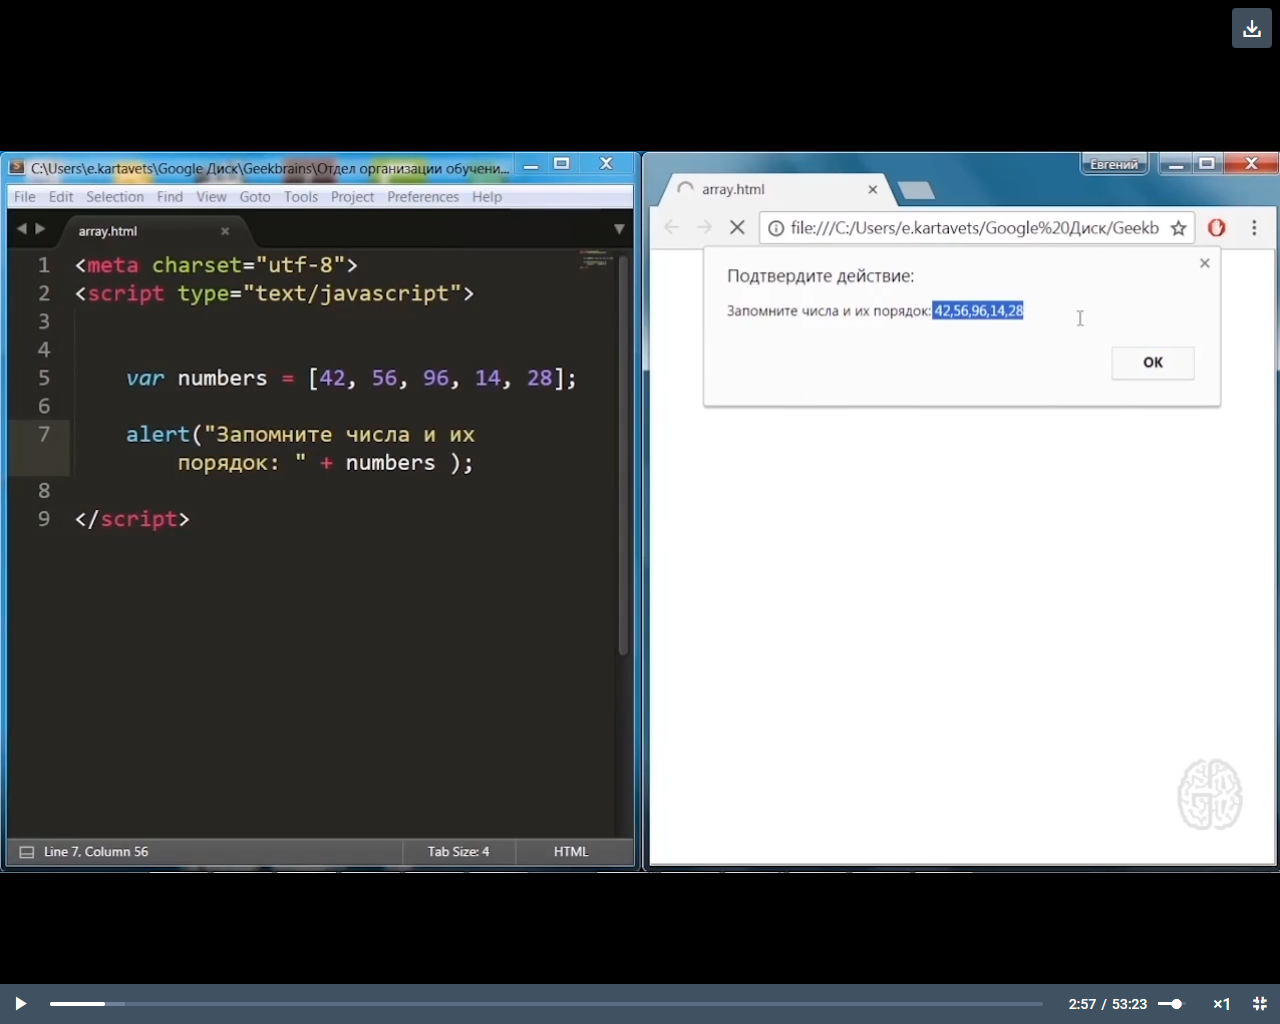 C:\Users\e.kartavets\Google Диск\Geekbrains\Отдел организации обучени...
File Edit Selection Find View Goto Tools Project Preferences Help
array.html
1 <meta charset="utf-8">
2 <script type="text/javascript">
3
4
5 var numbers = [42, 56, 96, 14, 28];
6
7 alert("Запомните числа и их
порядок: " + numbers );
8
9 </script>
Line 7, Column 56
Tab Size: 4
HTML
Евгений
array.html
file:///C:/Users/e.kartavets/Google%20Диск/Geekb
Подтвердите действие:
Запомните числа и их порядок: 42,56,96,14,28
OK
2:57 / 53:23
×1